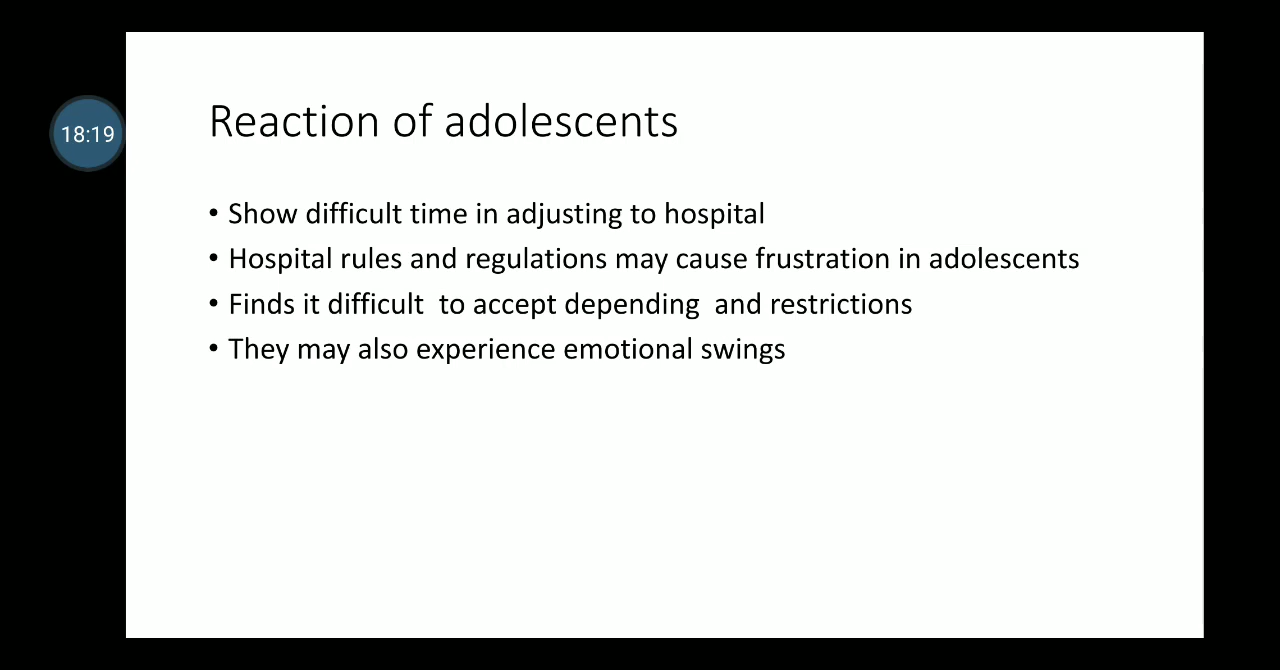 Reaction of adolescents
18:19
• Show difficult time in adjusting to hospital
• Hospital rules and regulations may cause frustration in adolescents
• Finds it difficult  to accept depending  and restrictions
• They may also experience emotional swings